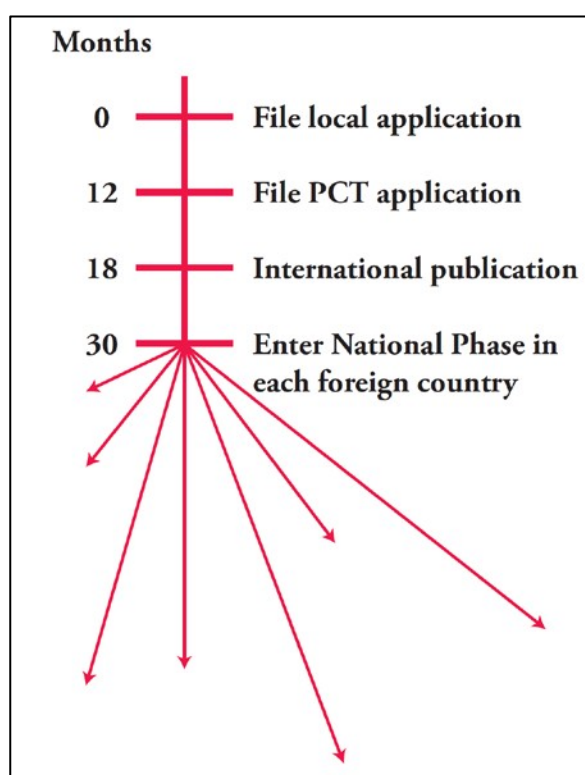 Months
0 File local application
12 File PCT application
18 International publication
30 Enter National Phase in
each foreign country